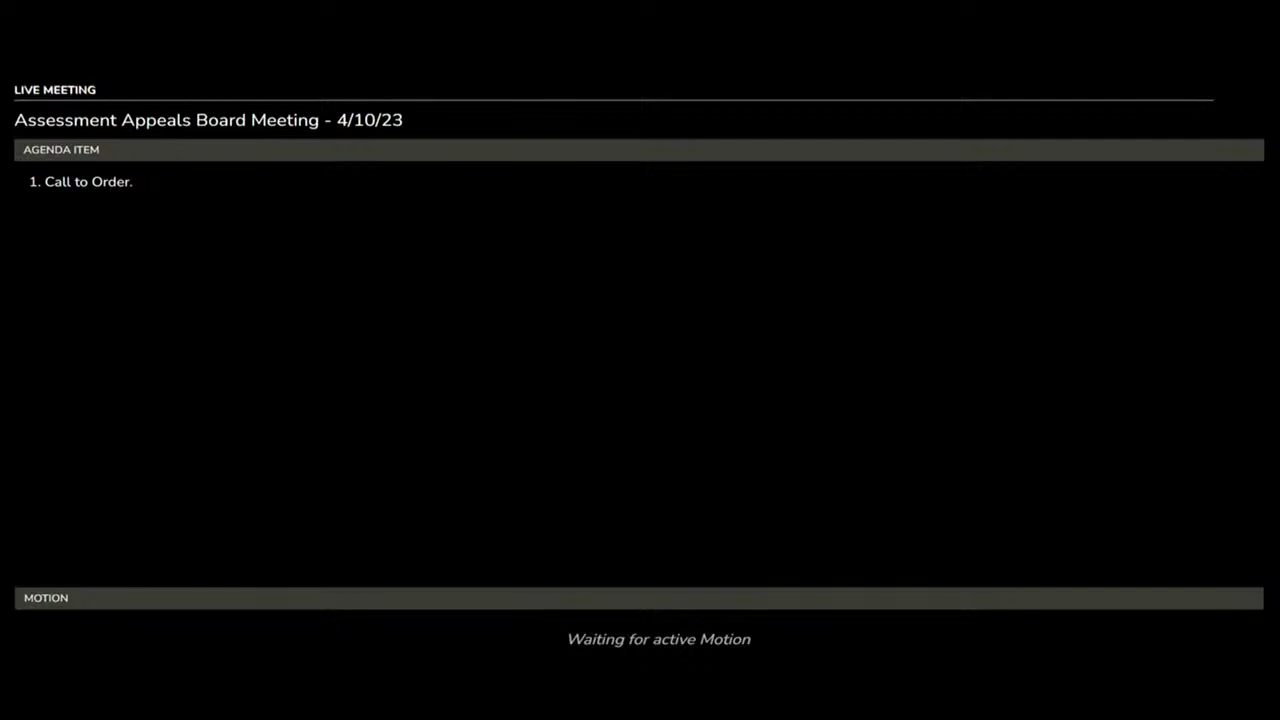 LIVE MEETING
Assessment Appeals Board Meeting - 4/10/23
AGENDA ITEM
1. Call to Order.
MOTION
Waiting for active Motion